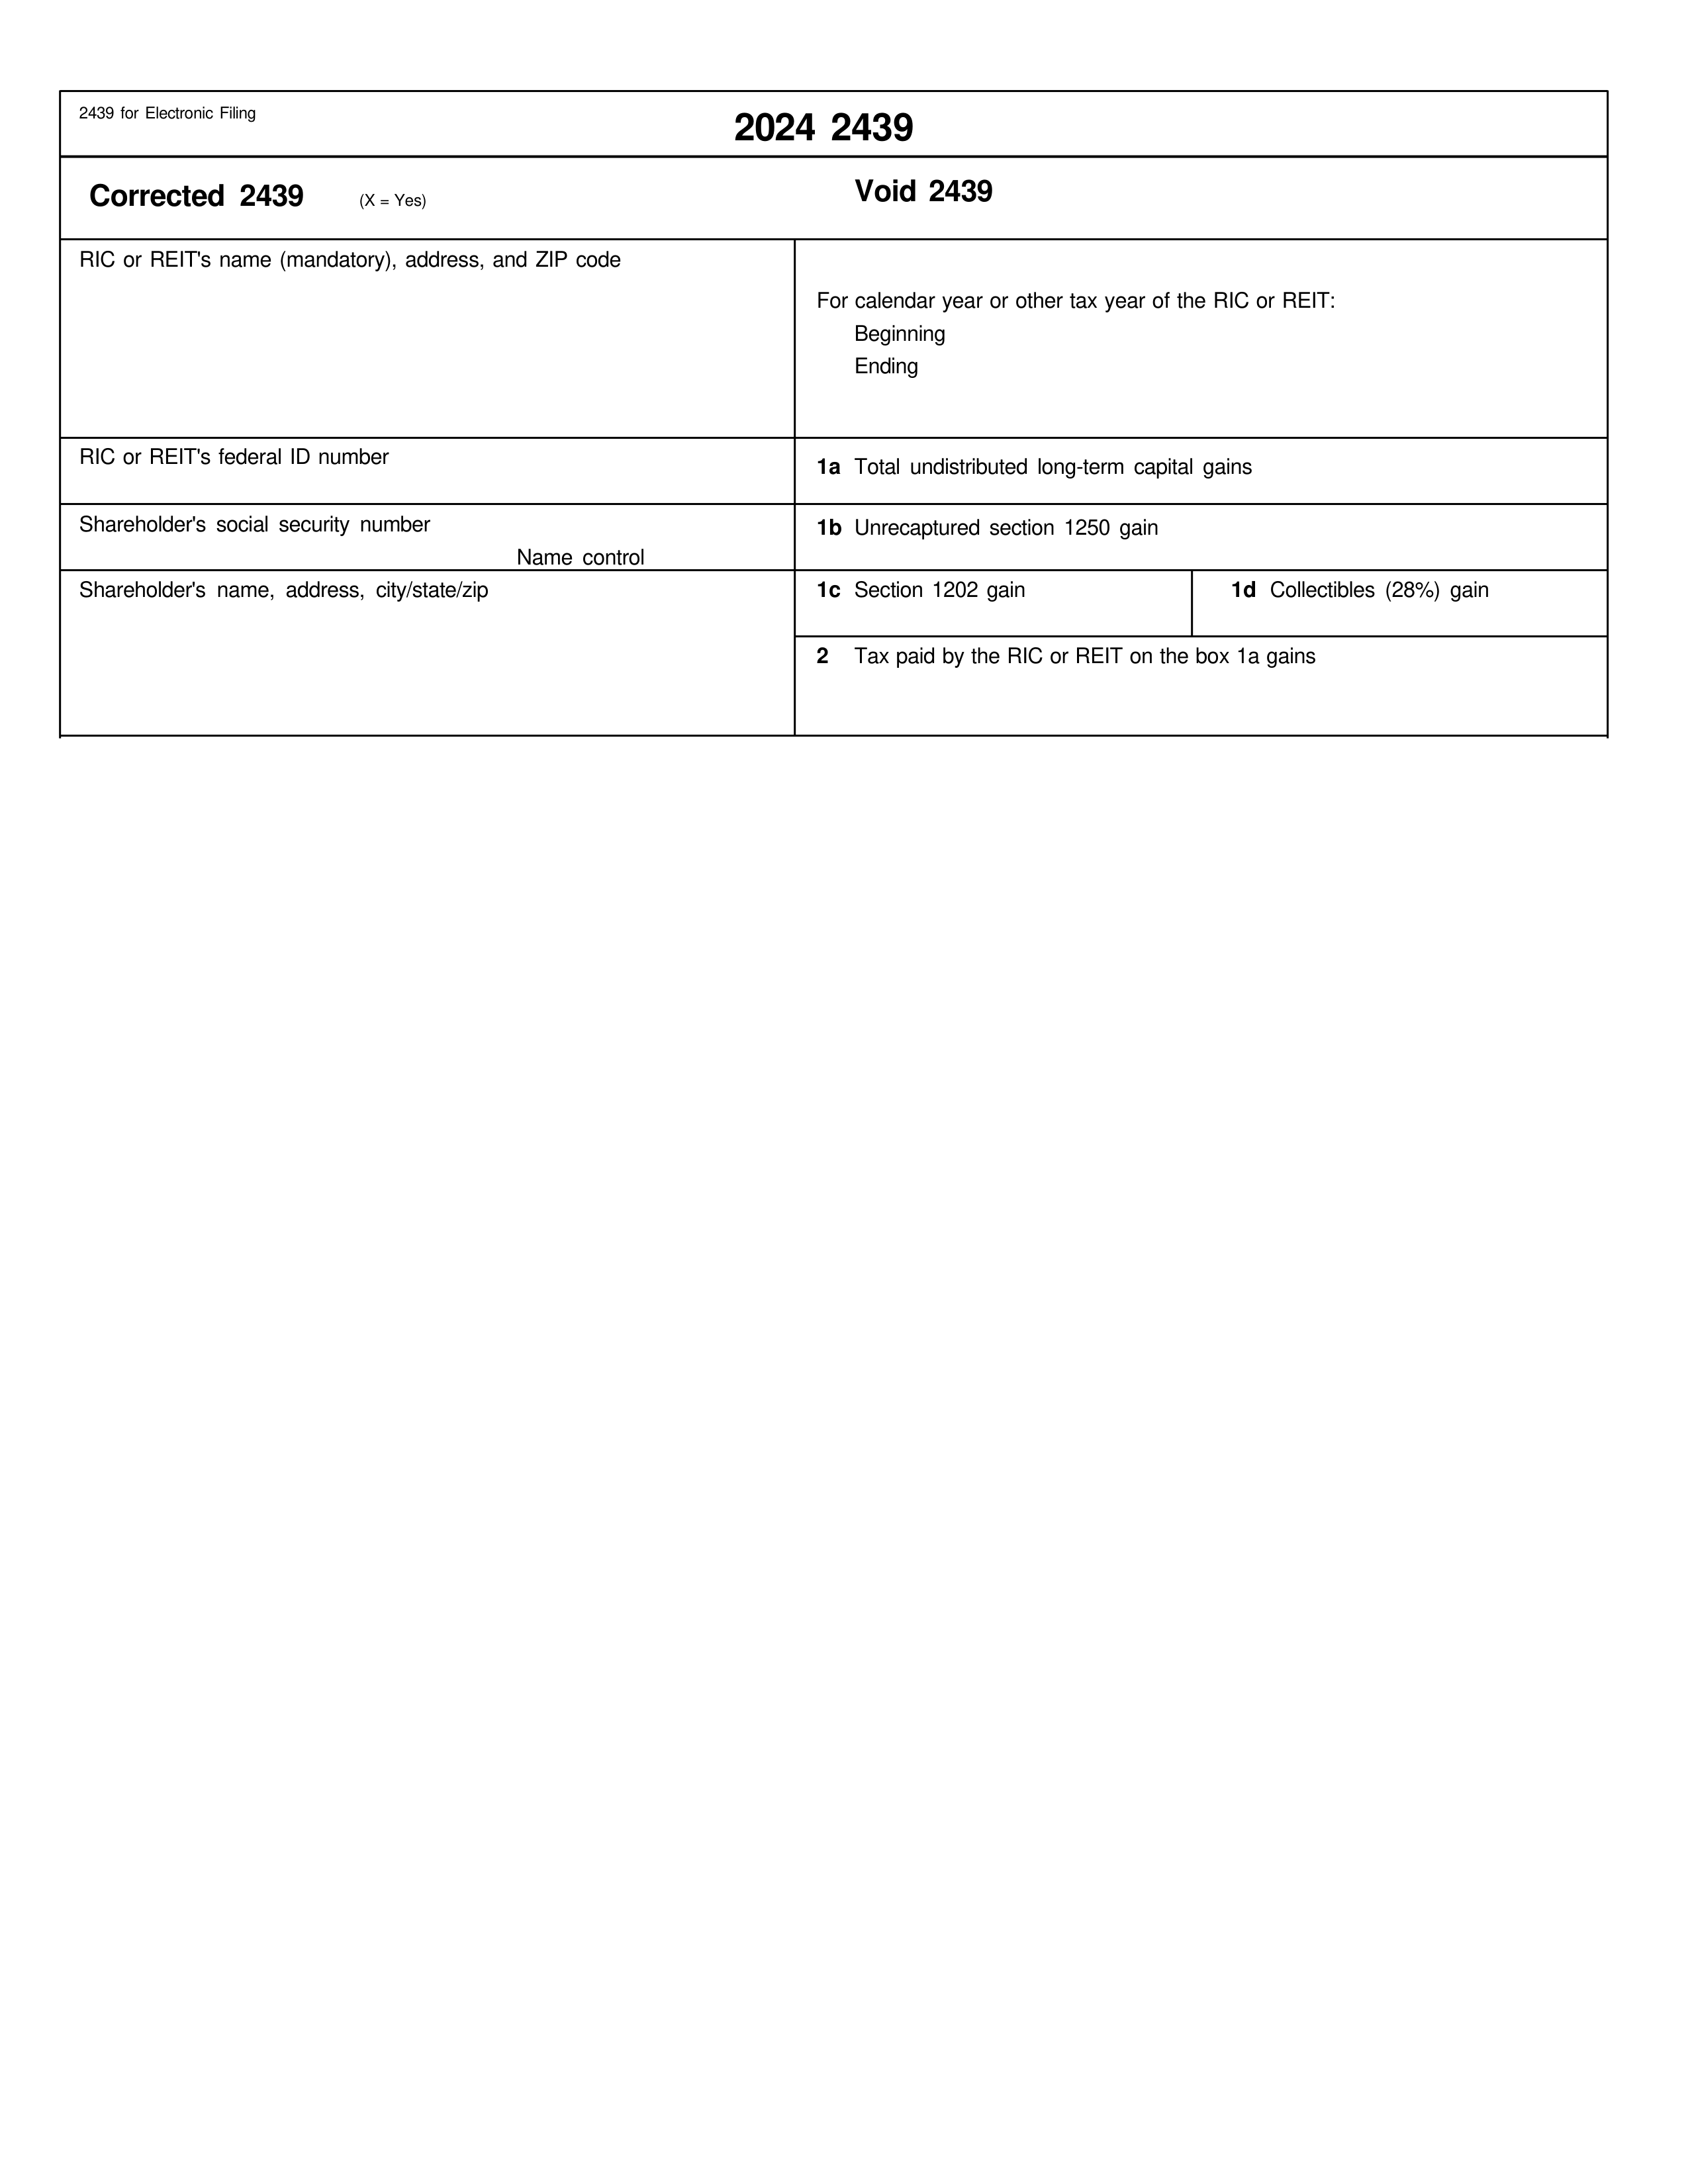 2439 for Electronic Filing
2024 2439
Corrected 2439 (X = Yes)
Void 2439
RIC or REIT's name (mandatory), address, and ZIP code
For calendar year or other tax year of the RIC or REIT:
Beginning
Ending
RIC or REIT's federal ID number
1a Total undistributed long-term capital gains
Shareholder's social security number
Name control
1b Unrecaptured section 1250 gain
Shareholder's name, address, city/state/zip
1c Section 1202 gain
1d Collectibles (28%) gain
2 Tax paid by the RIC or REIT on the box 1a gains